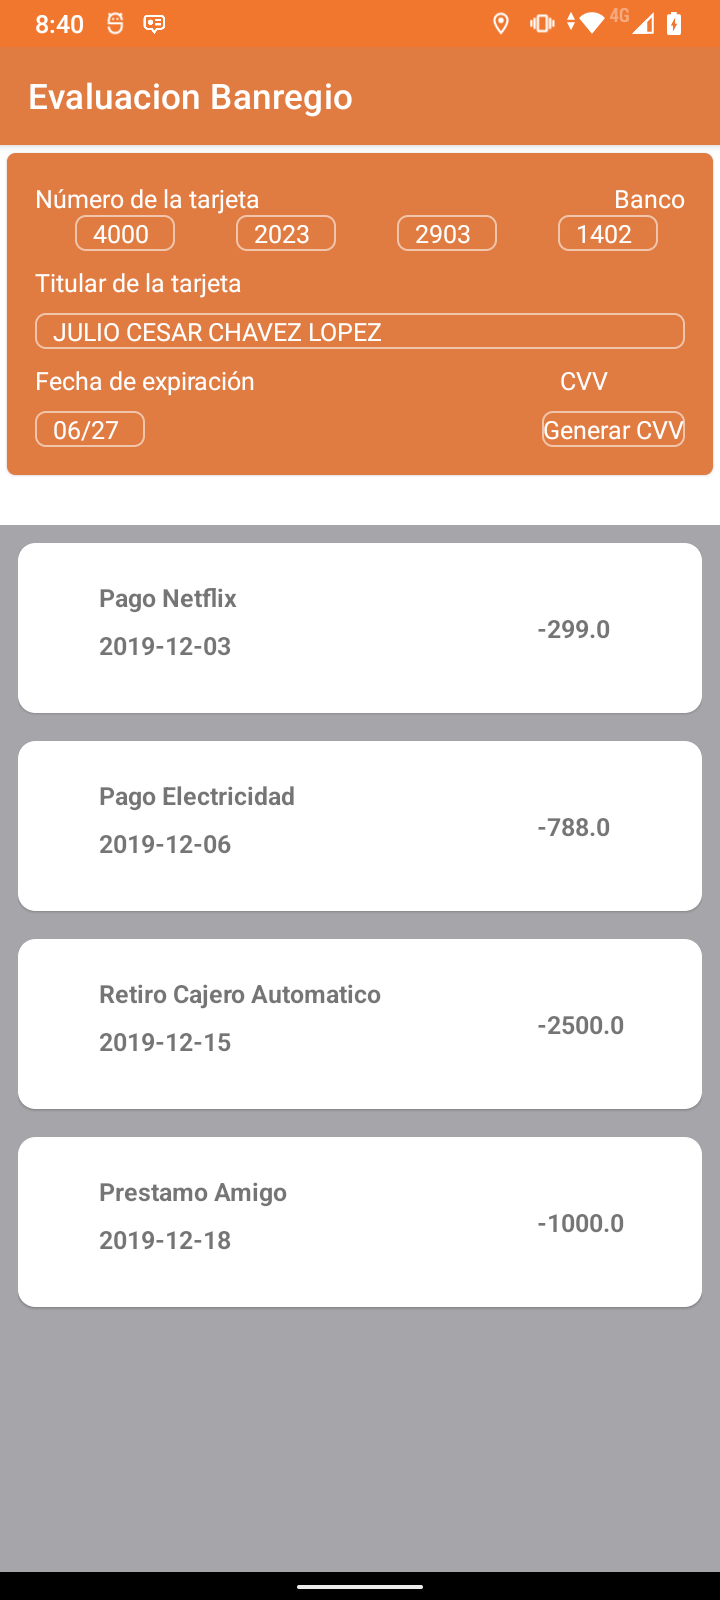 8:40 4G
Evaluacion Banregio
Número de la tarjeta Banco
4000 2023 2903 1402
Titular de la tarjeta
JULIO CESAR CHAVEZ LOPEZ
Fecha de expiración CVV
06/27 Generar CVV
Pago Netflix
2019-12-03
-299.0
Pago Electricidad
2019-12-06
-788.0
Retiro Cajero Automatico
2019-12-15
-2500.0
Prestamo Amigo
2019-12-18
-1000.0